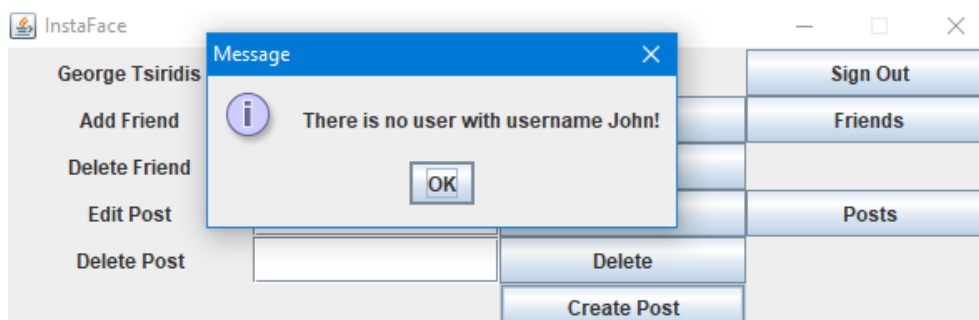 InstaFace
Message
George Tsiridis
Sign Out
There is no user with username John!
Add Friend
Friends
Delete Friend
OK
Edit Post
Posts
Delete Post
Delete
Create Post